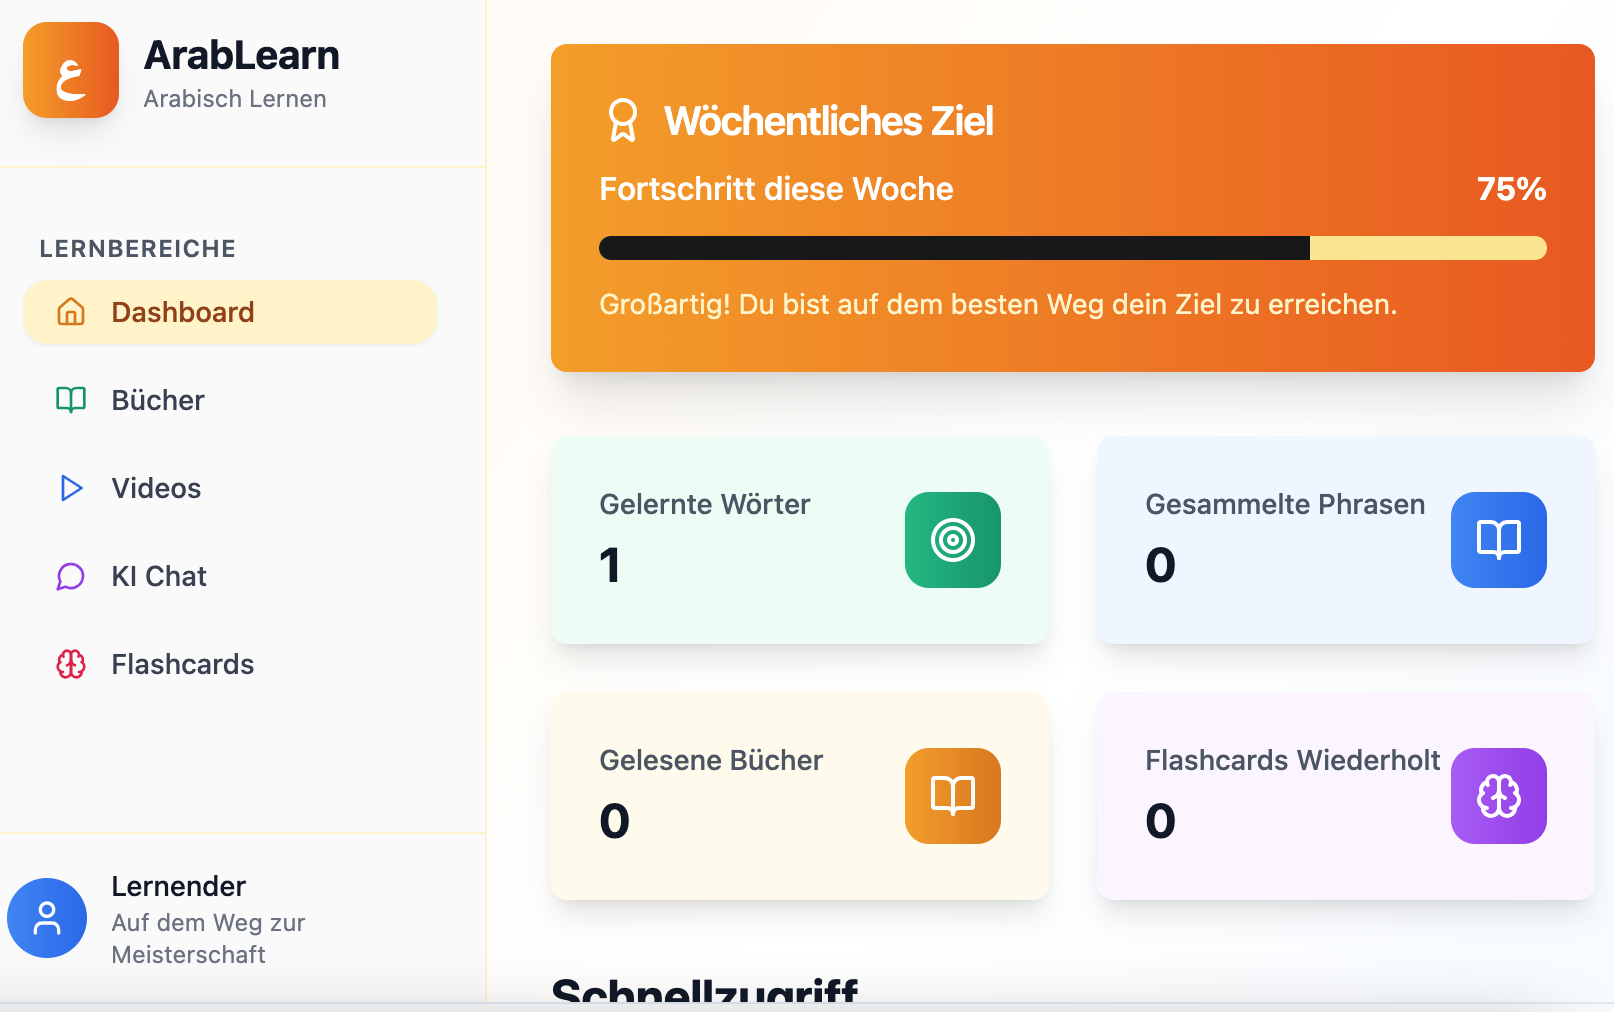 ع
ArabLearn
Arabisch Lernen
LERNBEREICHE
Dashboard
Bücher
Videos
KI Chat
Flashcards
Lernender
Auf dem Weg zur
Meisterschaft
Wöchentliches Ziel
Fortschritt diese Woche
75%
Großartig! Du bist auf dem besten Weg dein Ziel zu erreichen.
Gelernte Wörter
1
Gesammelte Phrasen
0
Gelesene Bücher
0
Flashcards Wiederholt
0
Schnellzugriff